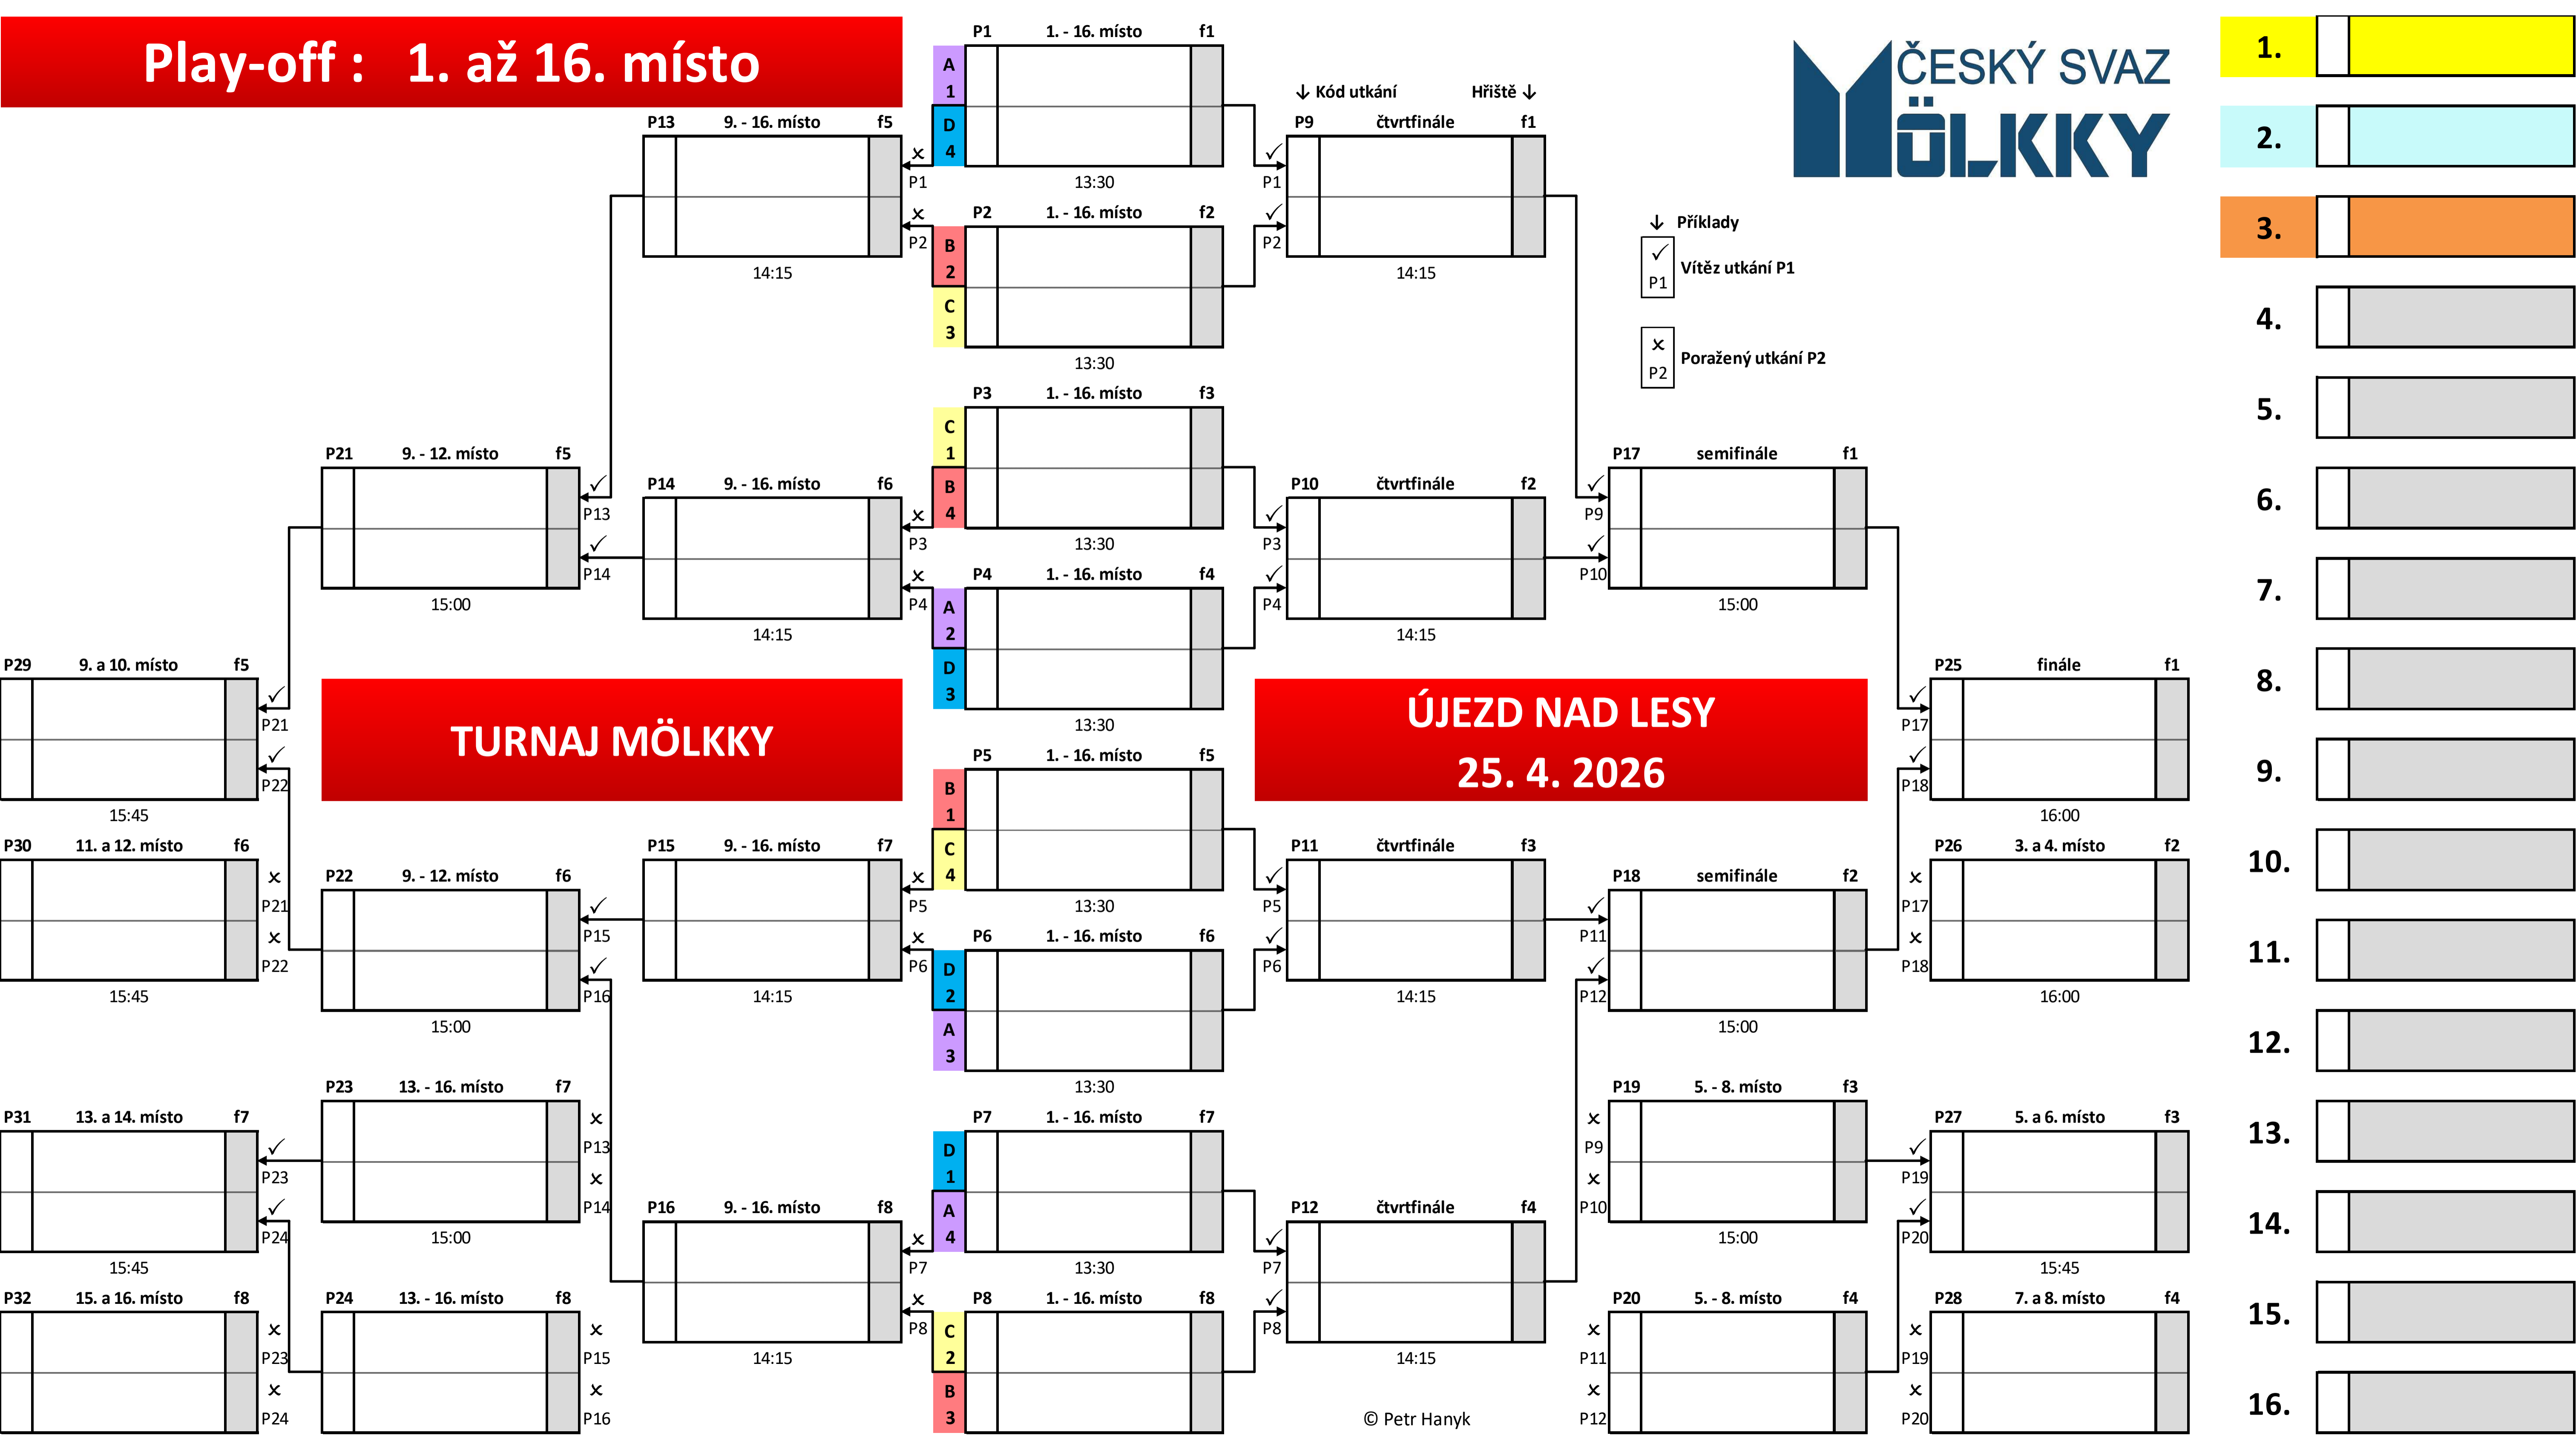 Play-off :   1. až 16. místo
ČESKÝ SVAZ
MÖLKKY
↓ Kód utkání
Hřiště ↓
↓ Příklady
✓
P1
Vítěz utkání P1
✗
P2
Poražený utkání P2
TURNAJ MÖLKKY
ÚJEZD NAD LESY
25. 4. 2026
P1 1. - 16. místo f1
A
1
D
4
13:30
P2 1. - 16. místo f2
B
2
C
3
13:30
P3 1. - 16. místo f3
C
1
B
4
13:30
P4 1. - 16. místo f4
A
2
D
3
13:30
P5 1. - 16. místo f5
B
1
C
4
13:30
P6 1. - 16. místo f6
D
2
A
3
13:30
P7 1. - 16. místo f7
D
1
A
4
13:30
P8 1. - 16. místo f8
C
2
B
3
P9 čtvrtfinále f1
✓
P1
✓
P2
14:15
P10 čtvrtfinále f2
✓
P3
✓
P4
14:15
P11 čtvrtfinále f3
✓
P5
✓
P6
14:15
P12 čtvrtfinále f4
✓
P7
✓
P8
14:15
P13 9. - 16. místo f5
✗
P1
✗
P2
14:15
P14 9. - 16. místo f6
✗
P3
✗
P4
14:15
P15 9. - 16. místo f7
✗
P5
✗
P6
14:15
P16 9. - 16. místo f8
✗
P7
✗
P8
14:15
P17 semifinále f1
✓
P9
✓
P10
15:00
P18 semifinále f2
✓
P11
✓
P12
15:00
P19 5. - 8. místo f3
✗
P9
✗
P10
15:00
P20 5. - 8. místo f4
✗
P11
✗
P12
P21 9. - 12. místo f5
✓
P13
✓
P14
15:00
P22 9. - 12. místo f6
✓
P15
✓
P16
15:00
P23 13. - 16. místo f7
✗
P13
✗
P14
15:00
P24 13. - 16. místo f8
✗
P15
✗
P16
P25 finále f1
✓
P17
✓
P18
16:00
P26 3. a 4. místo f2
✗
P17
✗
P18
16:00
P27 5. a 6. místo f3
✓
P19
✓
P20
15:45
P28 7. a 8. místo f4
✗
P19
✗
P20
P29 9. a 10. místo f5
✓
P21
✓
P22
15:45
P30 11. a 12. místo f6
✗
P21
✗
P22
15:45
P31 13. a 14. místo f7
✓
P23
✓
P24
15:45
P32 15. a 16. místo f8
✗
P23
✗
P24
© Petr Hanyk
1.
2.
3.
4.
5.
6.
7.
8.
9.
10.
11.
12.
13.
14.
15.
16.